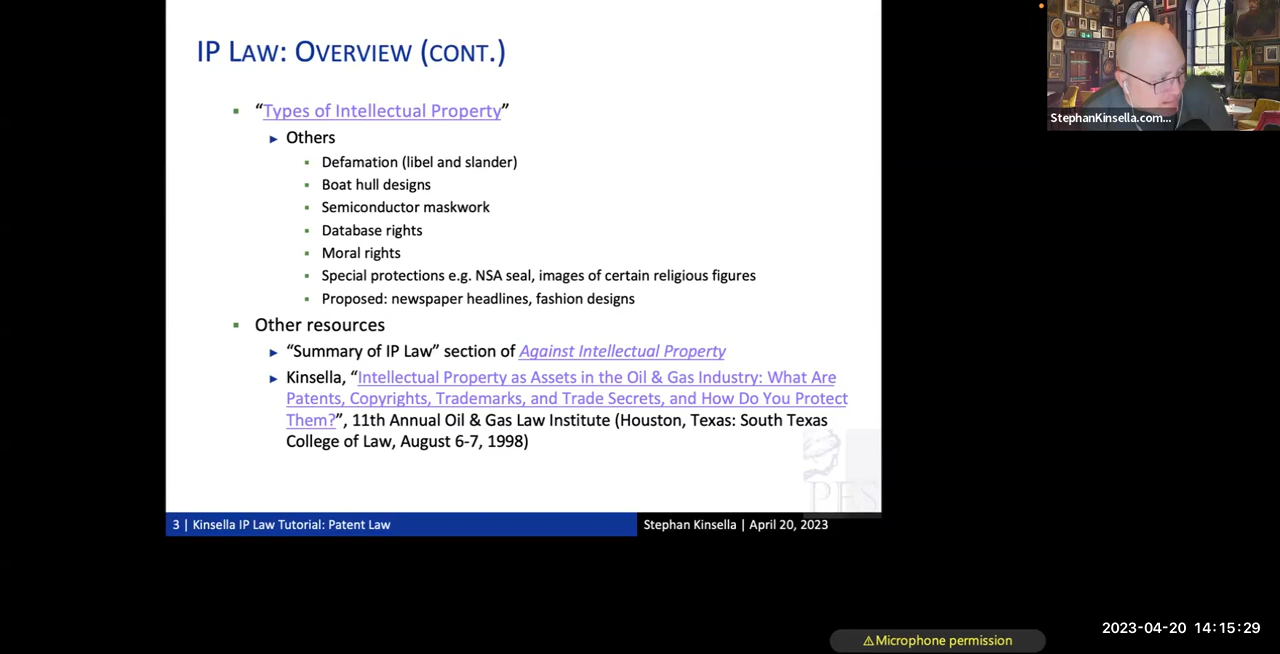 IP LAW: OVERVIEW (CONT.)
“Types of Intellectual Property”
Others
Defamation (libel and slander)
Boat hull designs
Semiconductor maskwork
Database rights
Moral rights
Special protections e.g. NSA seal, images of certain religious figures
Proposed: newspaper headlines, fashion designs
Other resources
“Summary of IP Law” section of Against Intellectual Property
Kinsella, “Intellectual Property as Assets in the Oil & Gas Industry: What Are
Patents, Copyrights, Trademarks, and Trade Secrets, and How Do You Protect
Them?”, 11th Annual Oil & Gas Law Institute (Houston, Texas: South Texas
College of Law, August 6-7, 1998)
PFS
3 | Kinsella IP Law Tutorial: Patent Law
Stephan Kinsella | April 20, 2023
StephanKinsella.com...
⚠Microphone permission
2023-04-20 14:15:29